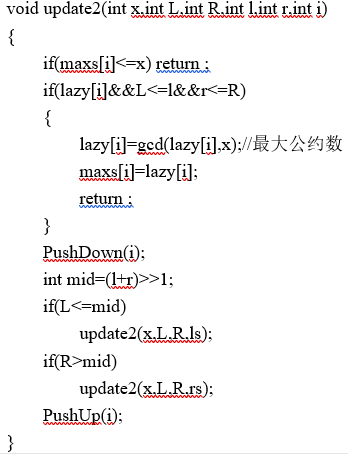 void update2(int x,int L,int R,int l,int r,int i)
{
if(maxs[i]<=x) return ;
if(lazy[i]&&L<=l&&r<=R)
{
lazy[i]=gcd(lazy[i],x);//最大公约数
maxs[i]=lazy[i];
return ;
}
PushDown(i);
int mid=(l+r)>>1;
if(L<=mid)
update2(x,L,R,ls);
if(R>mid)
update2(x,L,R,rs);
PushUp(i);
}